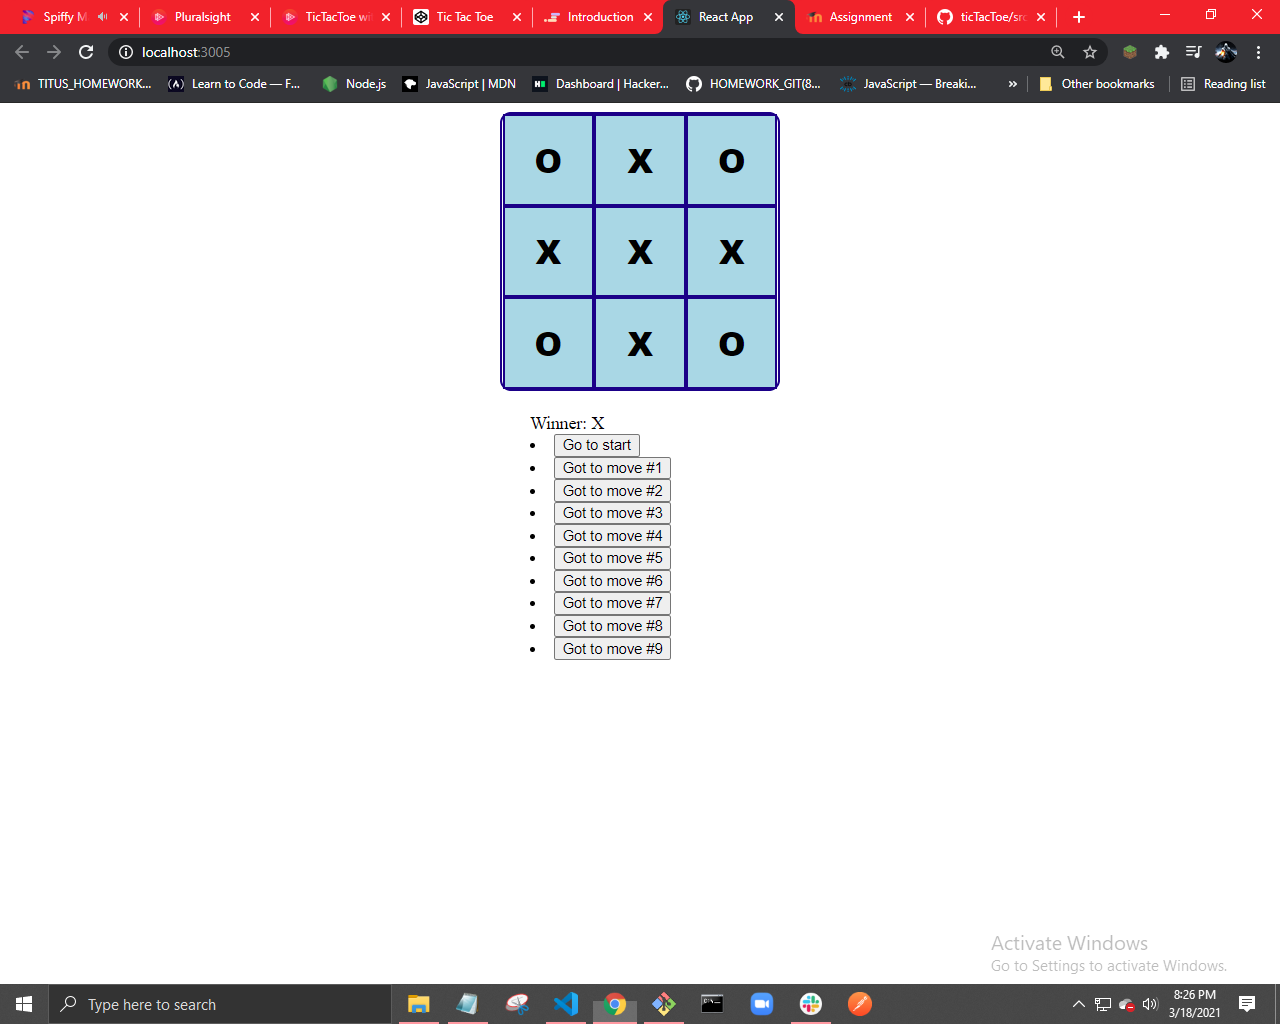 Spiffy M
Pluralsight
TicTacToe wi
Tic Tac Toe
Introduction
React App
Assignment
ticTacToe/src
localhost:3005
TITUS_HOMEWORK...
Learn to Code — F...
Node.js
JavaScript | MDN
Dashboard | Hacker...
HOMEWORK_GIT(8...
JavaScript — Breaki...
»
Other bookmarks
Reading list
O X O
X X X
O X O
Winner: X
Go to start
Got to move #1
Got to move #2
Got to move #3
Got to move #4
Got to move #5
Got to move #6
Got to move #7
Got to move #8
Got to move #9
Activate Windows
Go to Settings to activate Windows.
Type here to search
8:26 PM
3/18/2021